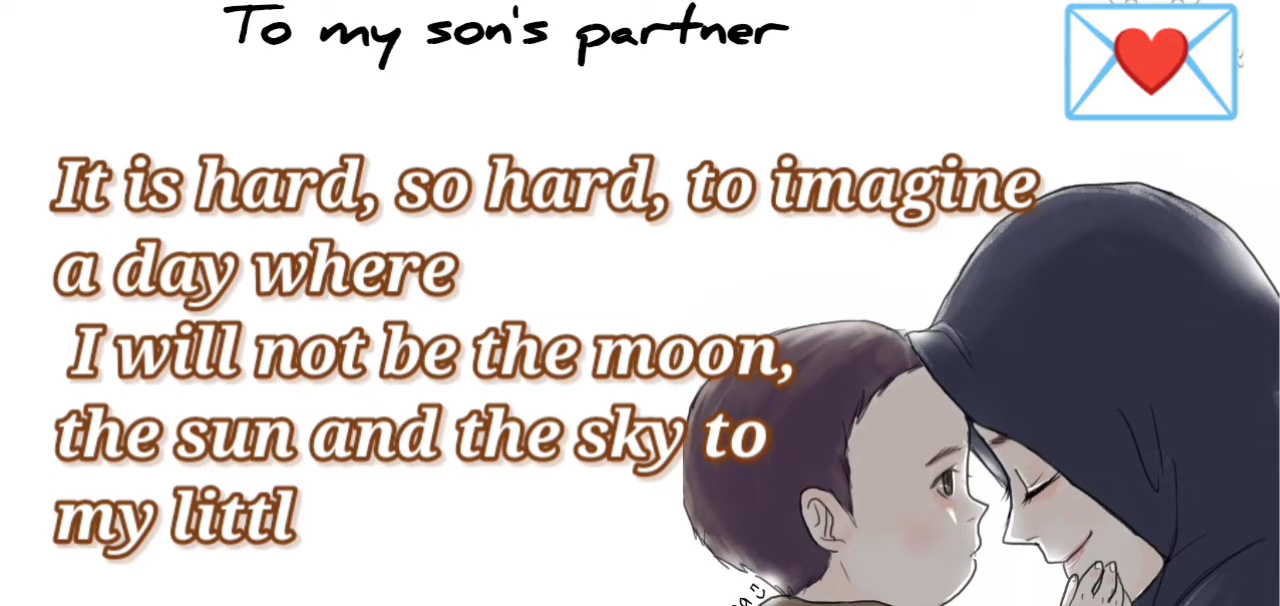 To my son's partner
It is hard, so hard, to imagine
a day where
I will not be the moon,
the sun and the sky to
my littl